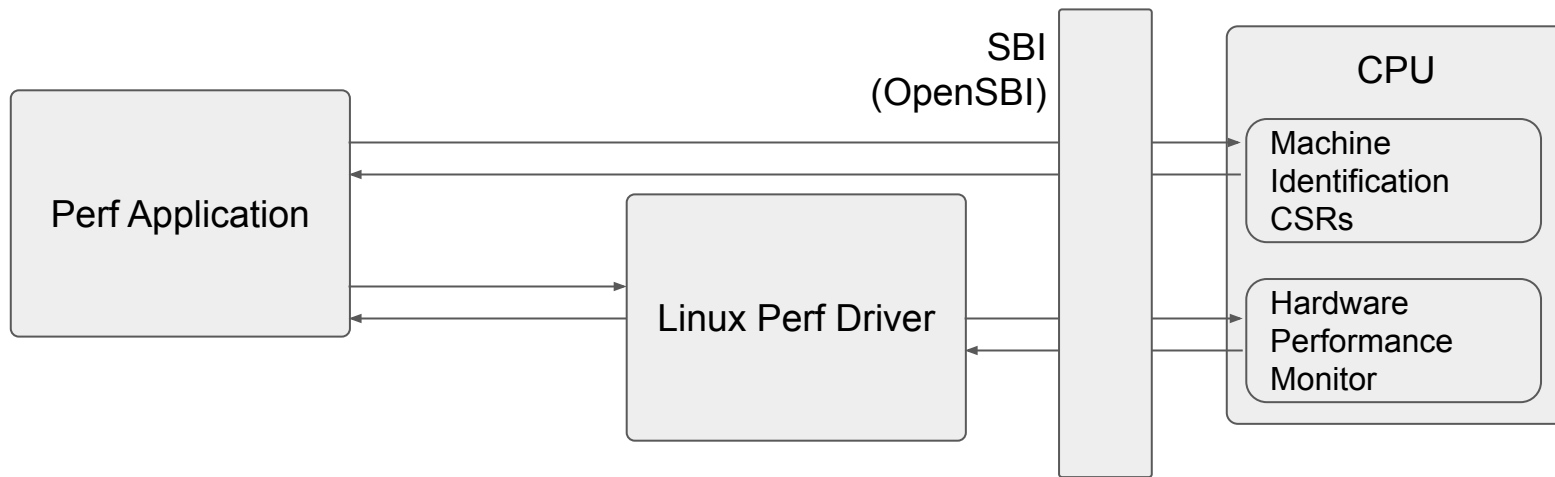 SBI
(OpenSBI)
CPU
Perf Application
Machine
Identification
CSRs
Linux Perf Driver
Hardware
Performance
Monitor